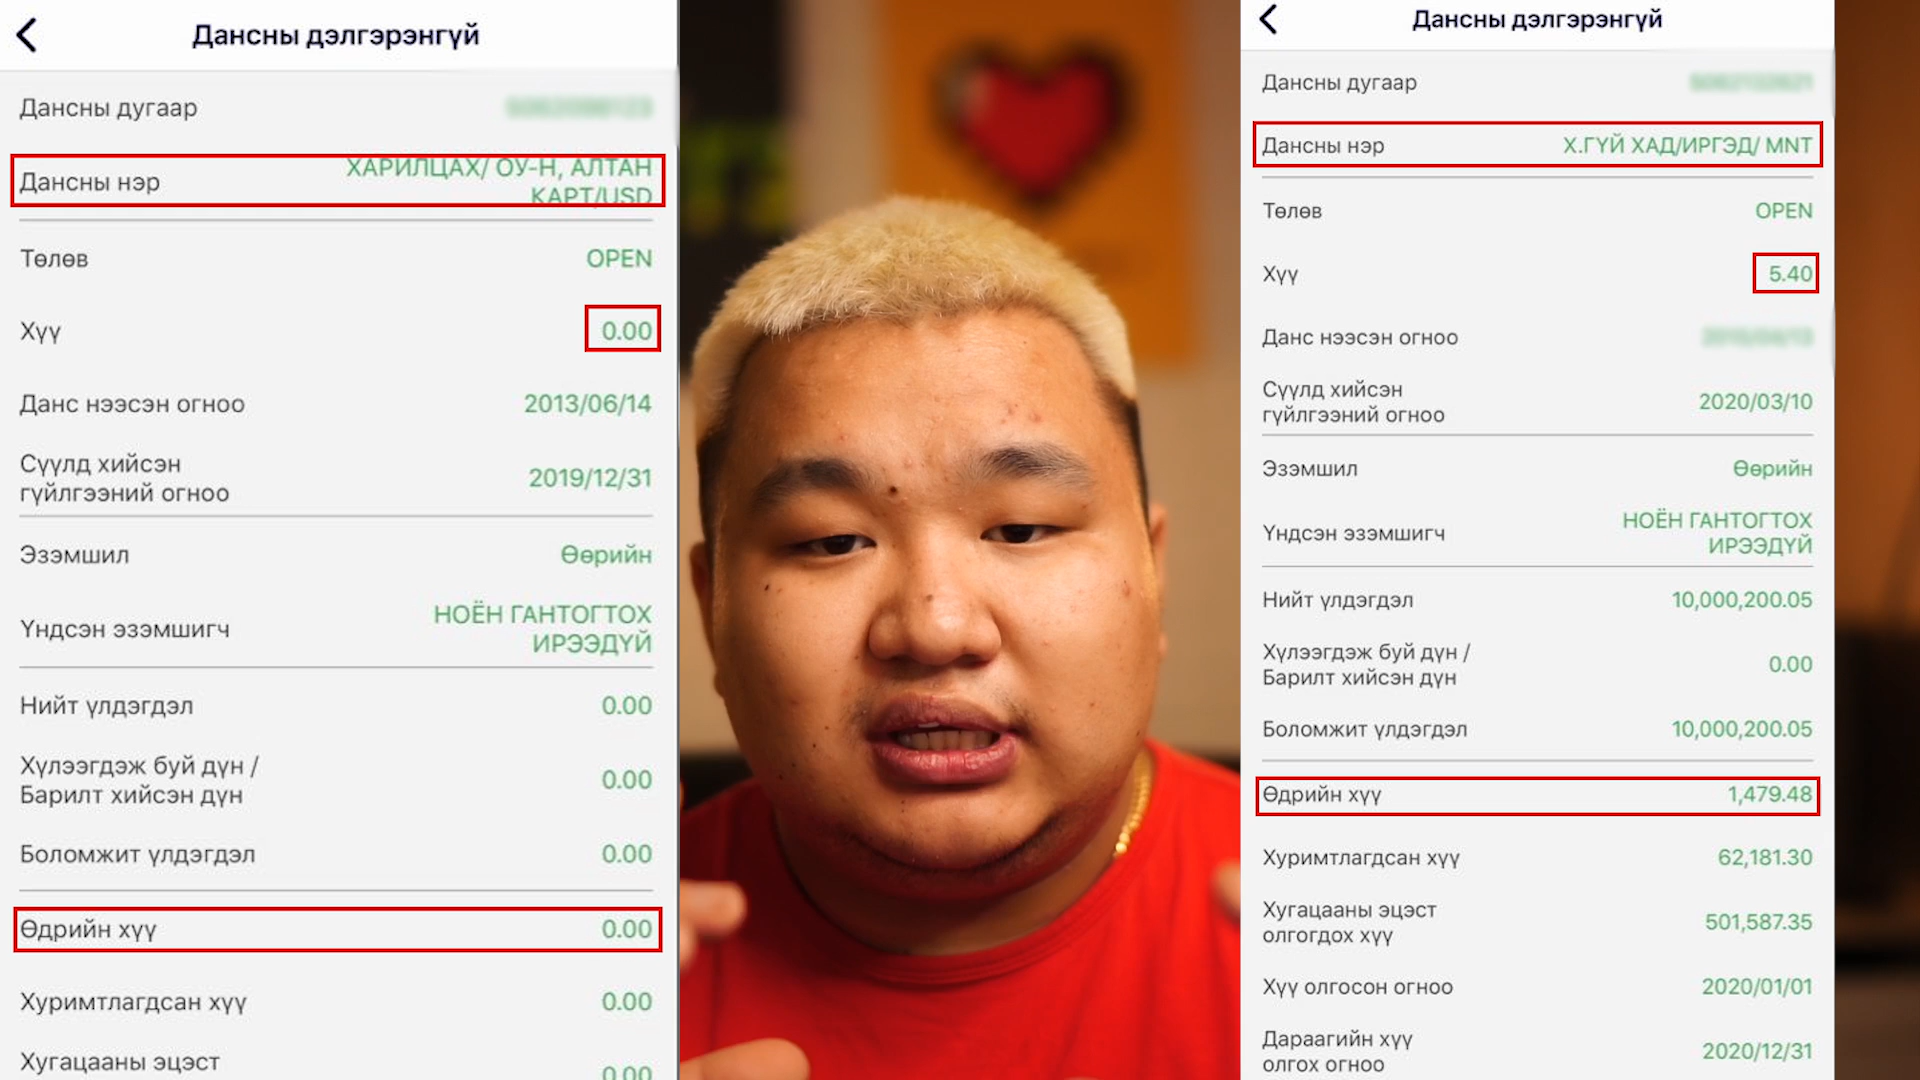 Дансны дэлгэрэнгүй
Дансны дугаар
Дансны нэр ХАРИЛЦАХ/ ОУ-Н, АЛТАН
КАРТ/USD
Төлөв OPEN
Хүү 0.00
Данс нээсэн огноо 2013/06/14
Сүүлд хийсэн
гүйлгээний огноо 2019/12/31
Эзэмшил Өөрийн
Үндсэн эзэмшигч НОЁН ГАНТОГТОХ
ИРЭЭДҮЙ
Нийт үлдэгдэл 0.00
Хүлээгдэж буй дүн /
Барилт хийсэн дүн 0.00
Боломжит үлдэгдэл 0.00
Өдрийн хүү 0.00
Хуримтлагдсан хүү 0.00
Хугацааны эцэст
0.00
Дансны дэлгэрэнгүй
Дансны дугаар
Дансны нэр Х.ГҮЙ ХАД/ИРГЭД/ MNT
Төлөв OPEN
Хүү 5.40
Данс нээсэн огноо
Сүүлд хийсэн
гүйлгээний огноо 2020/03/10
Эзэмшил Өөрийн
Үндсэн эзэмшигч НОЁН ГАНТОГТОХ
ИРЭЭДҮЙ
Нийт үлдэгдэл 10,000,200.05
Хүлээгдэж буй дүн /
Барилт хийсэн дүн 0.00
Боломжит үлдэгдэл 10,000,200.05
Өдрийн хүү 1,479.48
Хуримтлагдсан хүү 62,181.30
Хугацааны эцэст
олгогдох хүү 501,587.35
Хүү олгосон огноо 2020/01/01
Дараагийн хүү
олгох огноо 2020/12/31